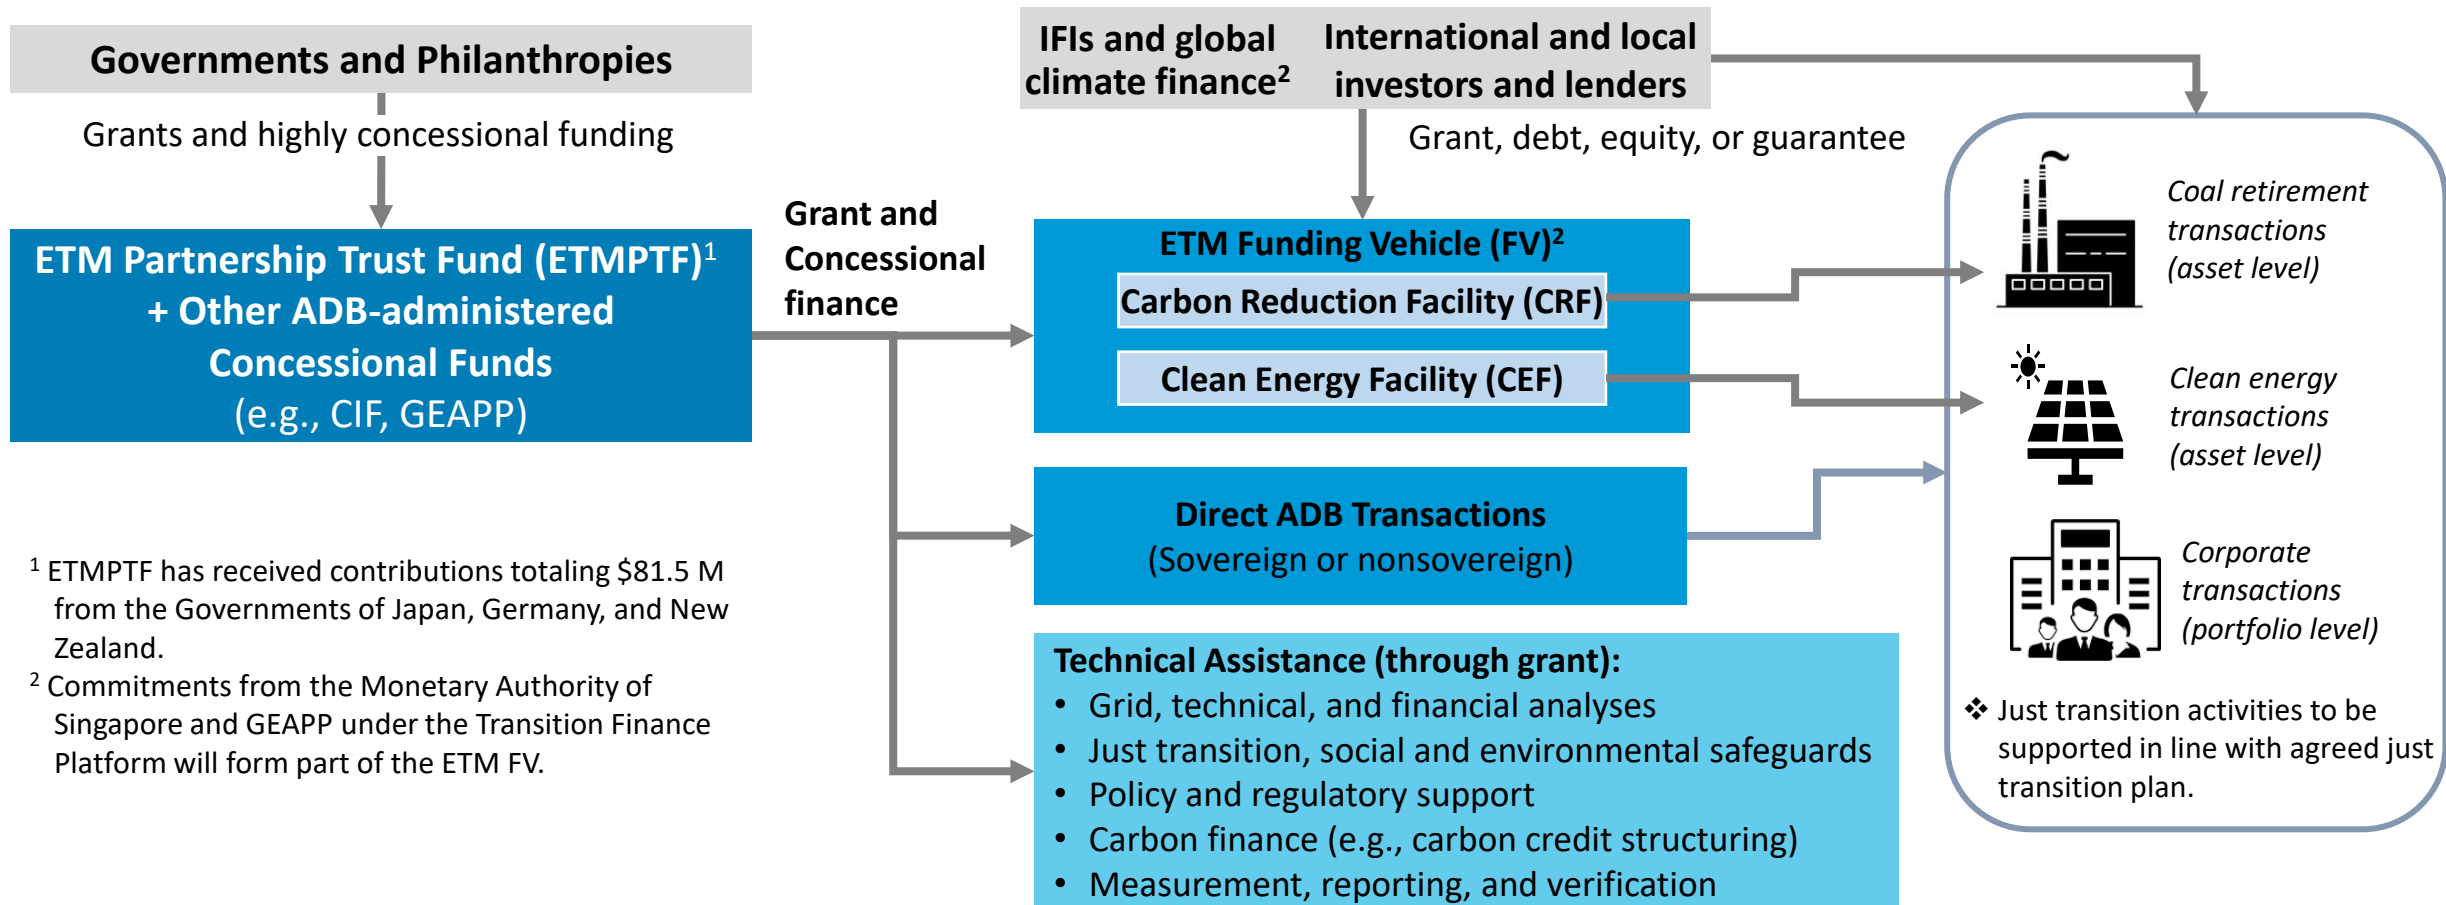 Governments and Philanthropies
Grants and highly concessional funding
ETM Partnership Trust Fund (ETMPTF)1
+ Other ADB-administered
Concessional Funds
(e.g., CIF, GEAPP)
1 ETMPTF has received contributions totaling $81.5 M
from the Governments of Japan, Germany, and New
Zealand.
2 Commitments from the Monetary Authority of
Singapore and GEAPP under the Transition Finance
Platform will form part of the ETM FV.
Grant and
Concessional
finance
IFIs and global
climate finance2
International and local
investors and lenders
Grant, debt, equity, or guarantee
ETM Funding Vehicle (FV)2
Carbon Reduction Facility (CRF)
Clean Energy Facility (CEF)
Direct ADB Transactions
(Sovereign or nonsovereign)
Technical Assistance (through grant):
• Grid, technical, and financial analyses
• Just transition, social and environmental safeguards
• Policy and regulatory support
• Carbon finance (e.g., carbon credit structuring)
• Measurement, reporting, and verification
Coal retirement
transactions
(asset level)
Clean energy
transactions
(asset level)
Corporate
transactions
(portfolio level)
❖ Just transition activities to be
supported in line with agreed just
transition plan.